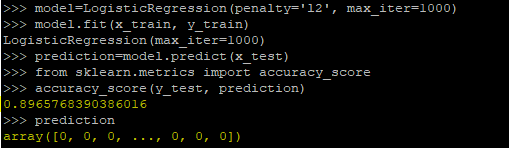 >>> model=LogisticRegression(penalty='l2', max_iter=1000)
>>> model.fit(x_train, y_train)
LogisticRegression(max_iter=1000)
>>> prediction=model.predict(x_test)
>>> from sklearn.metrics import accuracy_score
>>> accuracy_score(y_test, prediction)
0.8965768390386016
>>> prediction
array([0, 0, 0, ..., 0, 0, 0])